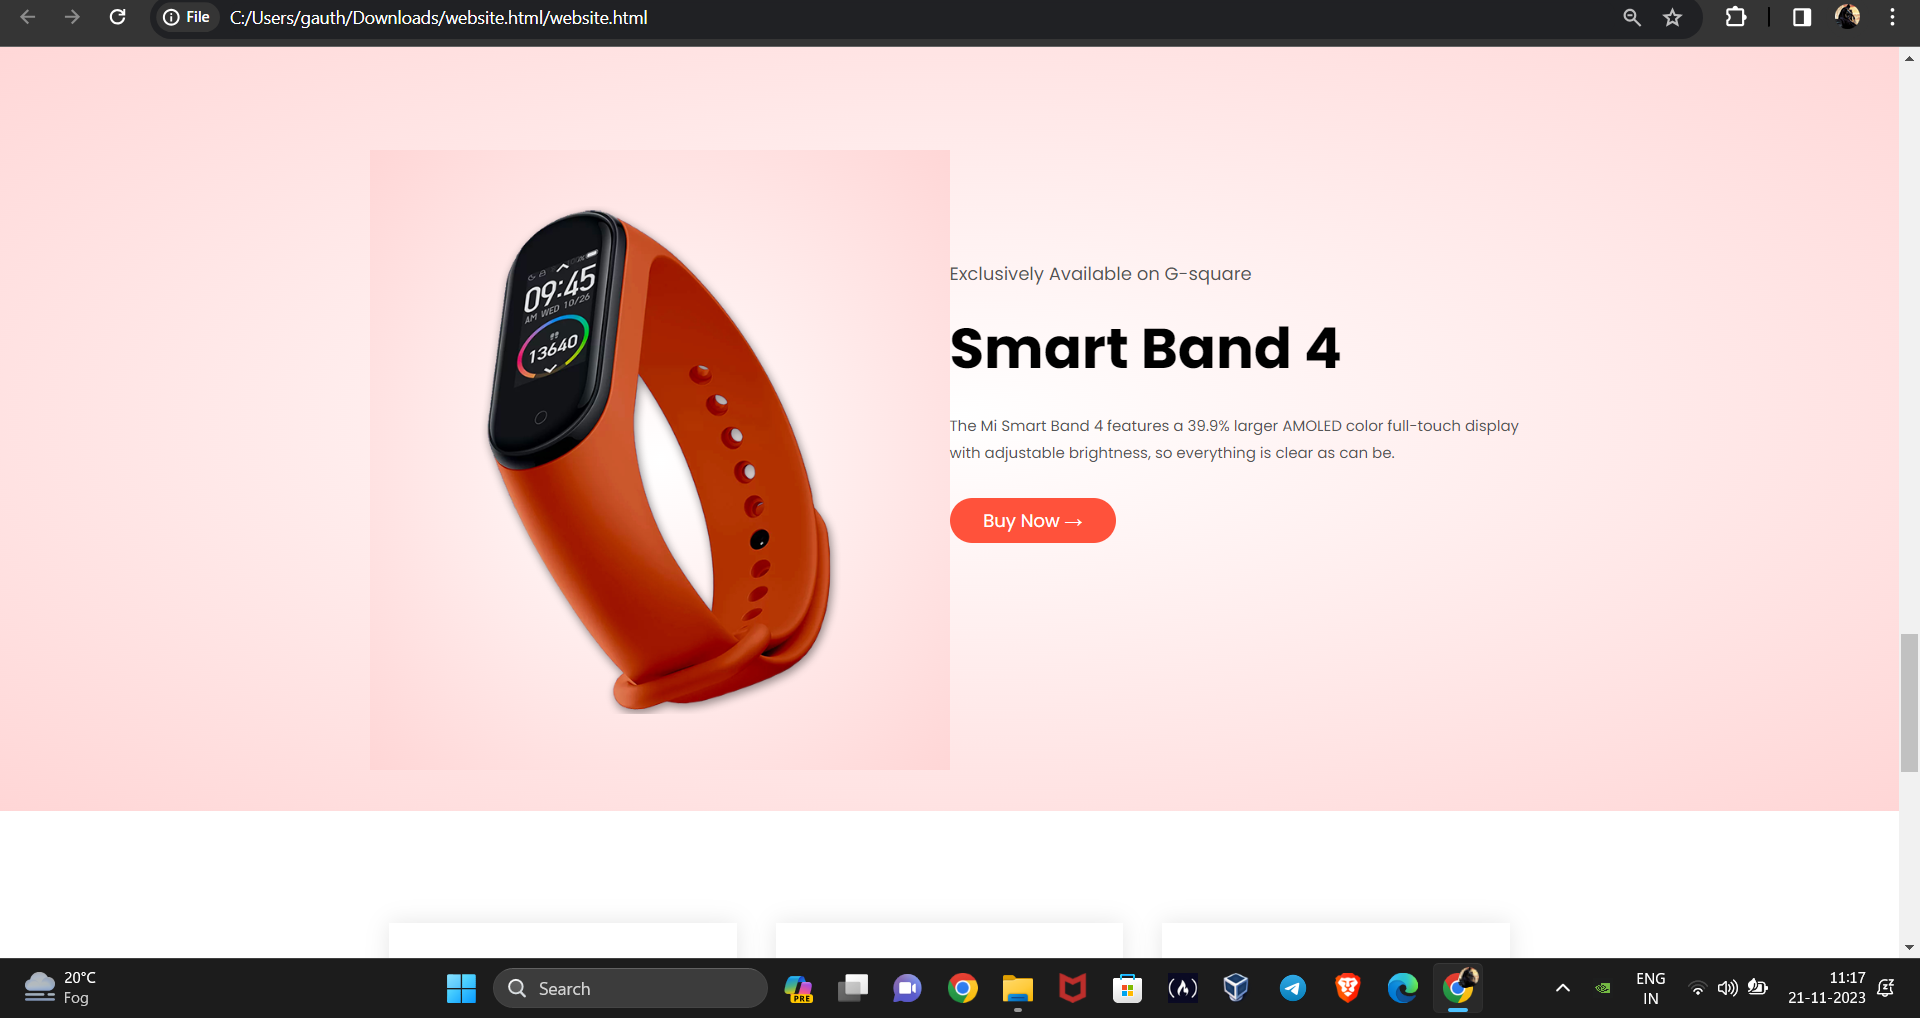 File
C:/Users/gauth/Downloads/website.html/website.html
09:45
AM WED 10/26
13640
Exclusively Available on G-square
Smart Band 4
The Mi Smart Band 4 features a 39.9% larger AMOLED color full-touch display
with adjustable brightness, so everything is clear as can be.
Buy Now →
20°C
Fog
Search
PRE
ENG
IN
11:17
21-11-2023